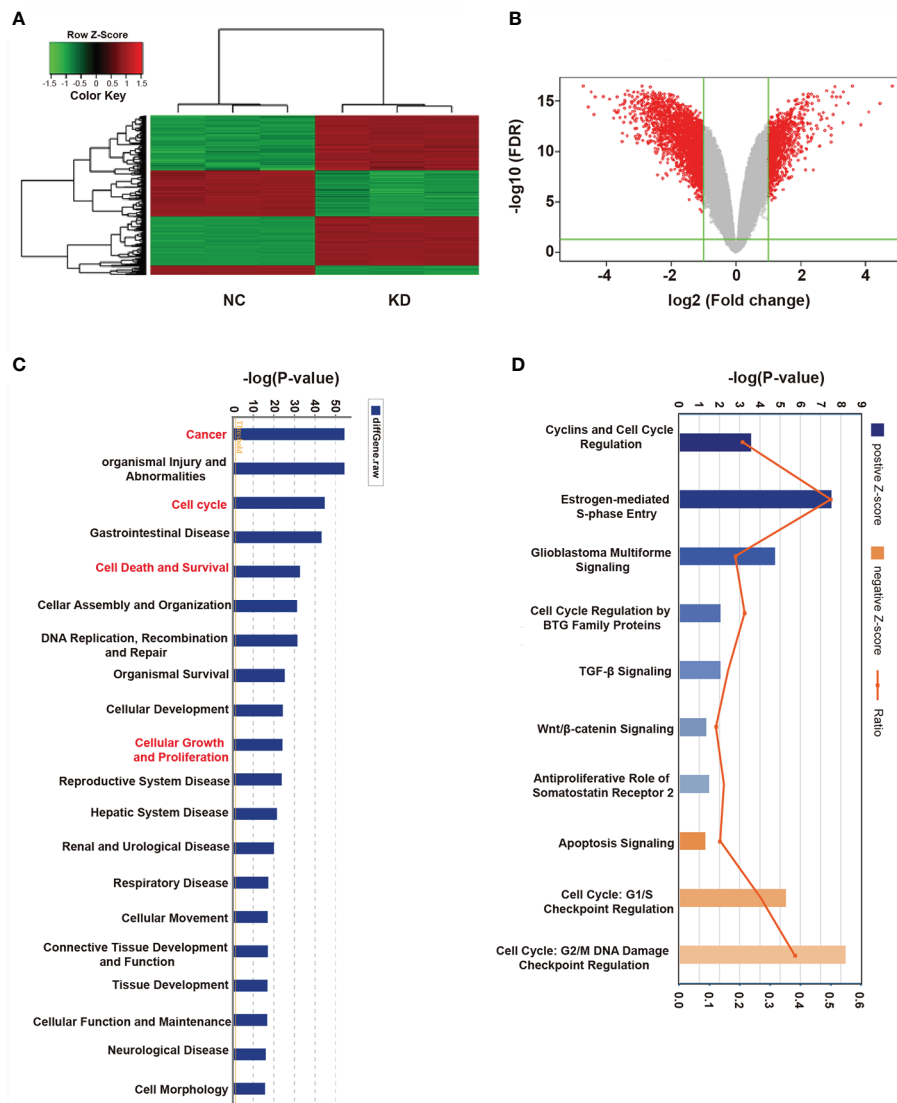 A
Row Z-Score
-1.5 -1 -0.5 0 0.5 1 1.5
Color Key
NC
KD
B
-log10 (FDR)
15
10
5
0
-4 -2 0 2 4
log2 (Fold change)
C
-log(P-value)
0 10 20 30 40 50
Threshold
diffGene.raw
Cancer
organismal Injury and
Abnormalities
Cell cycle
Gastrointestinal Disease
Cell Death and Survival
Cellar Assembly and Organization
DNA Replication, Recombination
and Repair
Organismal Survival
Cellular Development
Cellular Growth
and Proliferation
Reproductive System Disease
Hepatic System Disease
Renal and Urological Disease
Respiratory Disease
Cellular Movement
Connective Tissue Development
and Function
Tissue Development
Cellular Function and Maintenance
Neurological Disease
Cell Morphology
D
-log(P-value)
0 1 2 3 4 5 6 7 8 9
postive Z-score
negative Z-score
Ratio
Cyclins and Cell Cycle
Regulation
Estrogen-mediated
S-phase Entry
Glioblastoma Multiforme
Signaling
Cell Cycle Regulation by
BTG Family Proteins
TGF-β Signaling
Wnt/β-catenin Signaling
Antiproliferative Role of
Somatostatin Receptor 2
Apoptosis Signaling
Cell Cycle: G1/S
Checkpoint Regulation
Cell Cycle: G2/M DNA Damage
Checkpoint Regulation
0.0 0.1 0.2 0.3 0.4 0.5 0.6